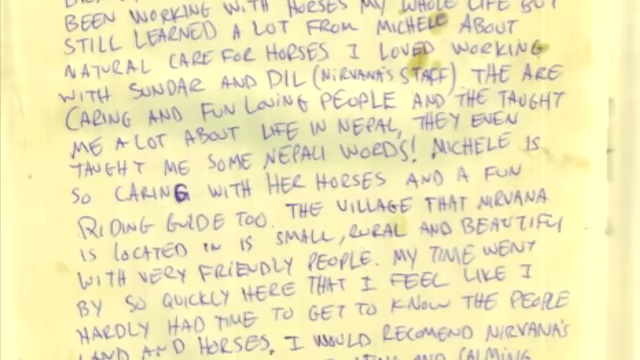 BEEN WORKING WITH HORSES MY WHOLE LIFE BUT
STILL LEARNED A LOT FROM MICHELE ABOUT
NATURAL CARE FOR HORSES I LOVED WORKING
WITH SUNDAR AND DIL (NIRVANA'S STAFF) THE ARE
CARING AND FUN LOVING PEOPLE AND THE TAUGHT
ME A LOT ABOUT LIFE IN NEPAL, THEY EVEN
TAUGHT ME SOME NEPALI WORDS! MICHELE IS
SO CARING WITH HER HORSES AND A FUN
RIDING GUIDE TOO. THE VILLAGE THAT NIRVANA
IS LOCATED IN IS SMALL, RURAL AND BEAUTIFUL
WITH VERY FRIENDLY PEOPLE. MY TIME WENT
BY SO QUICKLY HERE THAT I FEEL LIKE I
HARDLY HAD TIME TO GET TO KNOW THE PEOPLE
LAND AND HORSES. I WOULD RECOMEND NIRVANA'S
AND CALMING